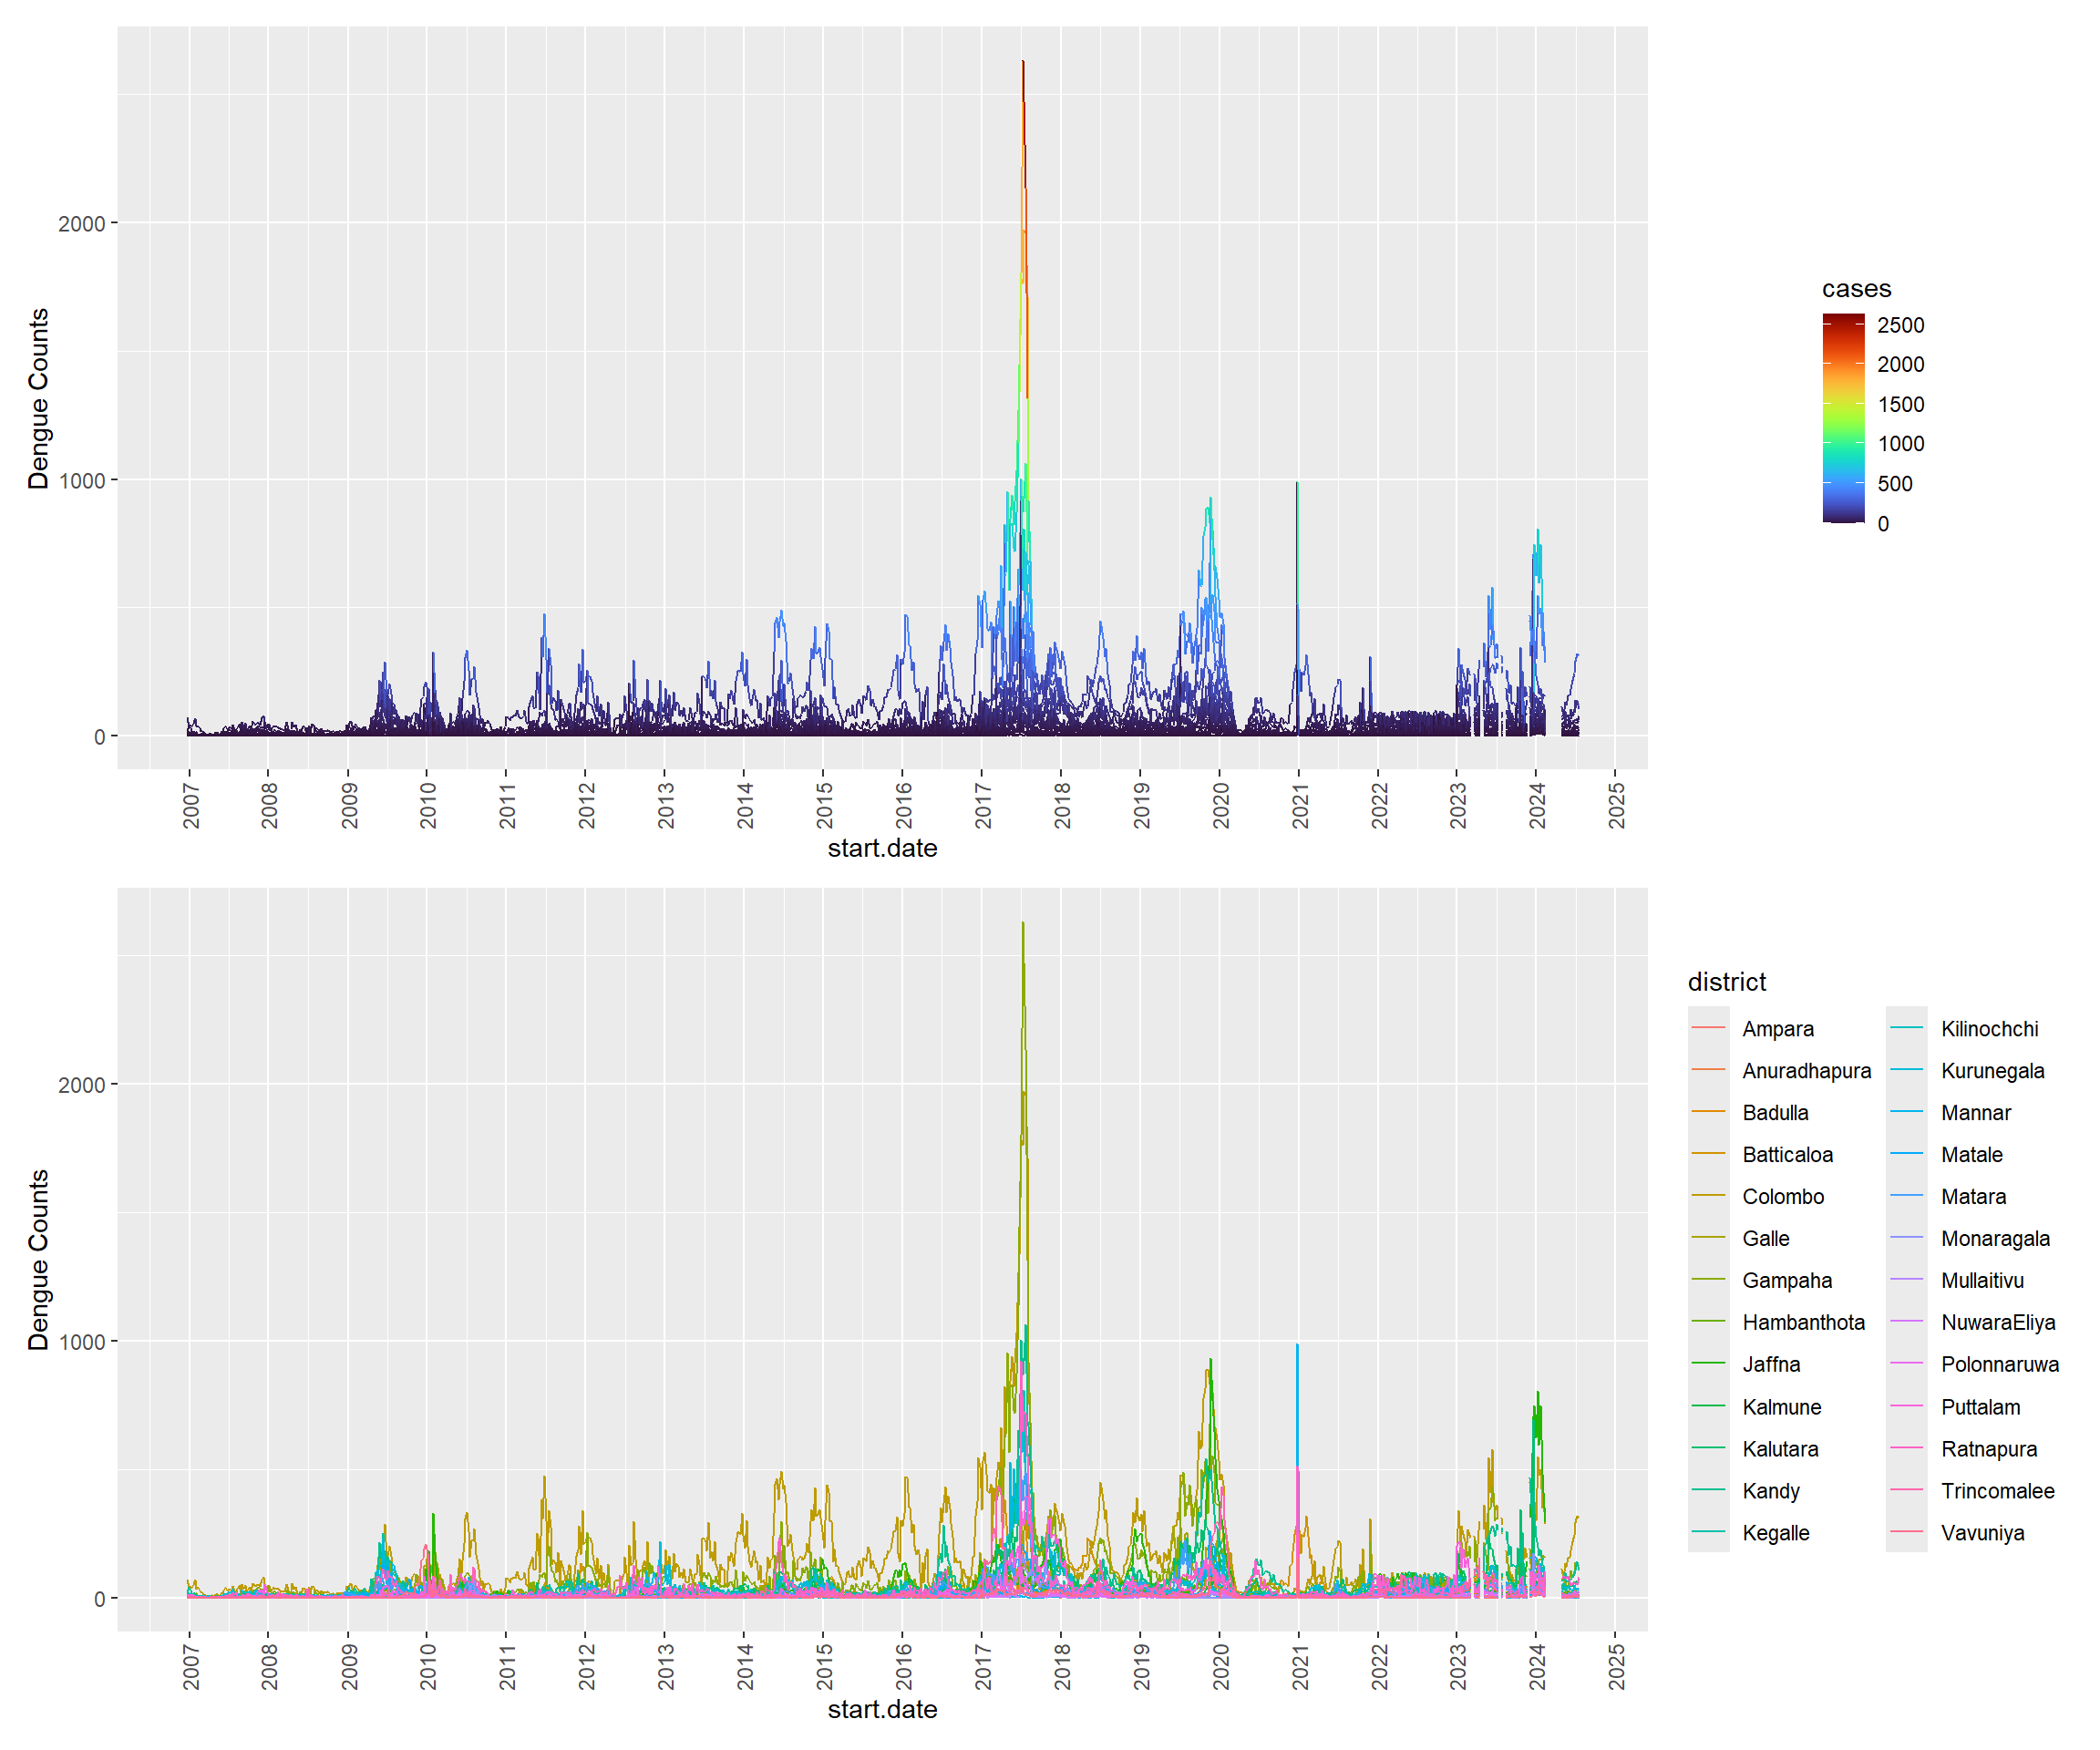 Dengue Counts
2000
1000
0
2007 2008 2009 2010 2011 2012 2013 2014 2015 2016 2017 2018 2019 2020 2021 2022 2023 2024 2025
start.date
cases
2500
2000
1500
1000
500
0
Dengue Counts
2000
1000
0
2007 2008 2009 2010 2011 2012 2013 2014 2015 2016 2017 2018 2019 2020 2021 2022 2023 2024 2025
start.date
district
Ampara
Anuradhapura
Badulla
Batticaloa
Colombo
Galle
Gampaha
Hambanthota
Jaffna
Kalmune
Kalutara
Kandy
Kegalle
Kilinochchi
Kurunegala
Mannar
Matale
Matara
Monaragala
Mullaitivu
NuwaraEliya
Polonnaruwa
Puttalam
Ratnapura
Trincomalee
Vavuniya